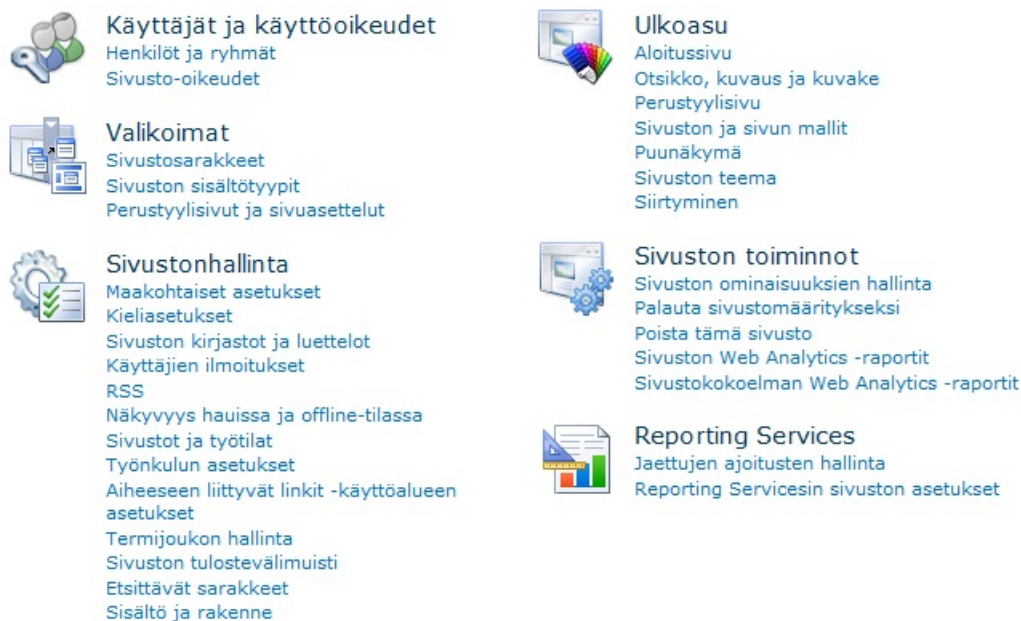 Käyttäjät ja käyttöoikeudet
Henkilöt ja ryhmät
Sivusto-oikeudet
Valikoimat
Sivustosarakkeet
Sivuston sisältötyypit
Perustyylisivut ja sivuasettelut
Sivustonhallinta
Maakohtaiset asetukset
Kieliasetukset
Sivuston kirjastot ja luettelot
Käyttäjien ilmoitukset
RSS
Näkyvyys hauissa ja offline-tilassa
Sivustot ja työtilat
Työnkulun asetukset
Aiheeseen liittyvät linkit -käyttöalueen
asetukset
Termijoukon hallinta
Sivuston tulostevälimuisti
Etsittävät sarakkeet
Sisältö ja rakenne
Ulkoasu
Aloitussivu
Otsikko, kuvaus ja kuvake
Perustyylisivu
Sivuston ja sivun mallit
Puunäkymä
Sivuston teema
Siirtyminen
Sivuston toiminnot
Sivuston ominaisuuksien hallinta
Palauta sivustomääritykseksi
Poista tämä sivusto
Sivuston Web Analytics -raportit
Sivustokokoelman Web Analytics -raportit
Reporting Services
Jaettujen ajoitusten hallinta
Reporting Servicesin sivuston asetukset